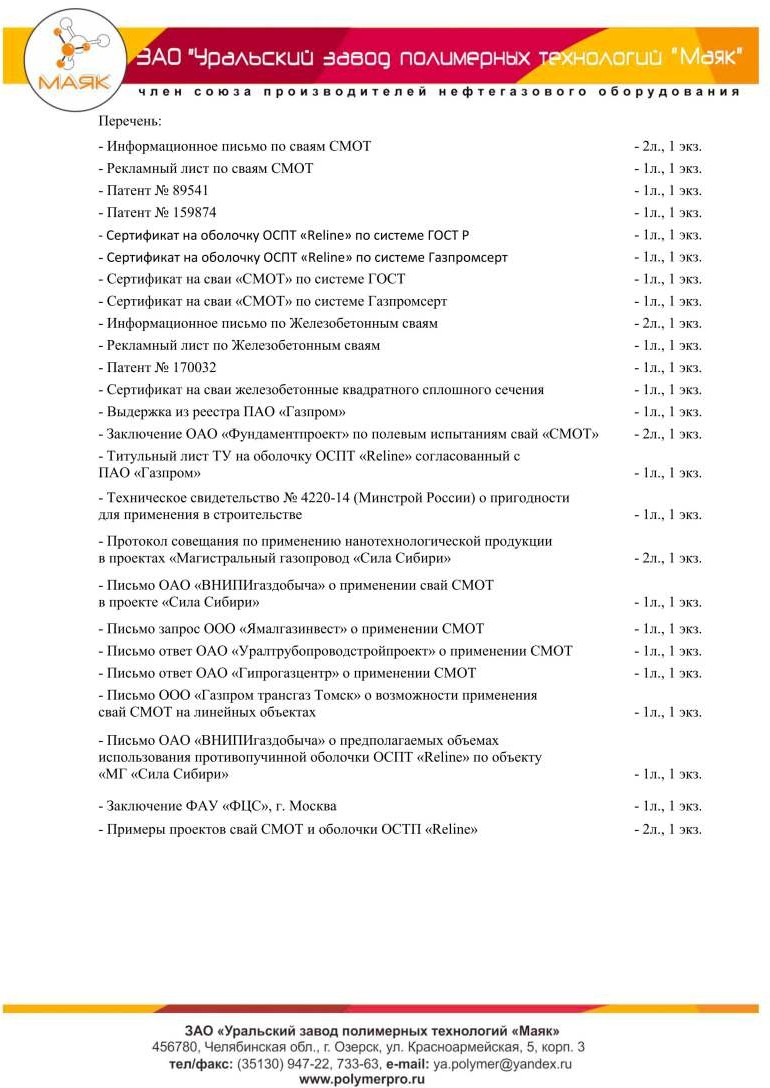 МАЯК
ЗАО "Уральский завод полимерных технологий "Маяк"
член союза производителей нефтегазового оборудования
Перечень:
- Информационное письмо по сваям СМОТ - 2л., 1 экз.
- Рекламный лист по сваям СМОТ - 1л., 1 экз.
- Патент № 89541 - 1л., 1 экз.
- Патент № 159874 - 1л., 1 экз.
- Сертификат на оболочку ОСПТ «Reline» по системе ГОСТ Р - 1л., 1 экз.
- Сертификат на оболочку ОСПТ «Reline» по системе Газпромсерт - 1л., 1 экз.
- Сертификат на сваи «СМОТ» по системе ГОСТ - 1л., 1 экз.
- Сертификат на сваи «СМОТ» по системе Газпромсерт - 1л., 1 экз.
- Информационное письмо по Железобетонным сваям - 2л., 1 экз.
- Рекламный лист по Железобетонным сваям - 1л., 1 экз.
- Патент № 170032 - 1л., 1 экз.
- Сертификат на сваи железобетонные квадратного сплошного сечения - 1л., 1 экз.
- Выдержка из реестра ПАО «Газпром» - 1л., 1 экз.
- Заключение ОАО «Фундаментпроект» по полевым испытаниям свай «СМОТ» - 2л., 1 экз.
- Титульный лист ТУ на оболочку ОСПТ «Reline» согласованный с
ПАО «Газпром» - 1л., 1 экз.
- Техническое свидетельство № 4220-14 (Минстрой России) о пригодности
для применения в строительстве - 1л., 1 экз.
- Протокол совещания по применению нанотехнологической продукции
в проектах «Магистральный газопровод «Сила Сибири» - 2л., 1 экз.
- Письмо ОАО «ВНИПИгаздобыча» о применении свай СМОТ
в проекте «Сила Сибири» - 1л., 1 экз.
- Письмо запрос ООО «Ямалгазинвест» о применении СМОТ - 1л., 1 экз.
- Письмо ответ ОАО «Уралтрубопроводстройпроект» о применении СМОТ - 1л., 1 экз.
- Письмо ответ ОАО «Гипрогазцентр» о применении СМОТ - 1л., 1 экз.
- Письмо ООО «Газпром трансгаз Томск» о возможности применения
свай СМОТ на линейных объектах - 1л., 1 экз.
- Письмо ОАО «ВНИПИгаздобыча» о предполагаемых объемах
использования противопучинной оболочки ОСПТ «Reline» по объекту
«МГ «Сила Сибири» - 1л., 1 экз.
- Заключение ФАУ «ФЦС», г. Москва - 1л., 1 экз.
- Примеры проектов свай СМОТ и оболочки ОСТП «Reline» - 2л., 1 экз.
ЗАО «Уральский завод полимерных технологий «Маяк»
456780, Челябинская обл., г. Озерск, ул. Красноармейская, 5, корп. 3
тел/факс: (35130) 947-22, 733-63, e-mail: ya.polymer@yandex.ru
www.polymerpro.ru